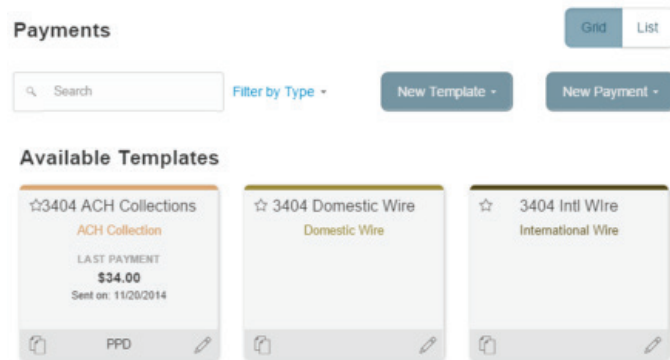 Payments
Grid
List
Search
Filter by Type
New Template
New Payment
Available Templates
3404 ACH Collections
ACH Collection
LAST PAYMENT
$34.00
Sent on: 11/20/2014
PPD
3404 Domestic Wire
Domestic Wire
3404 Intl WIre
International Wire